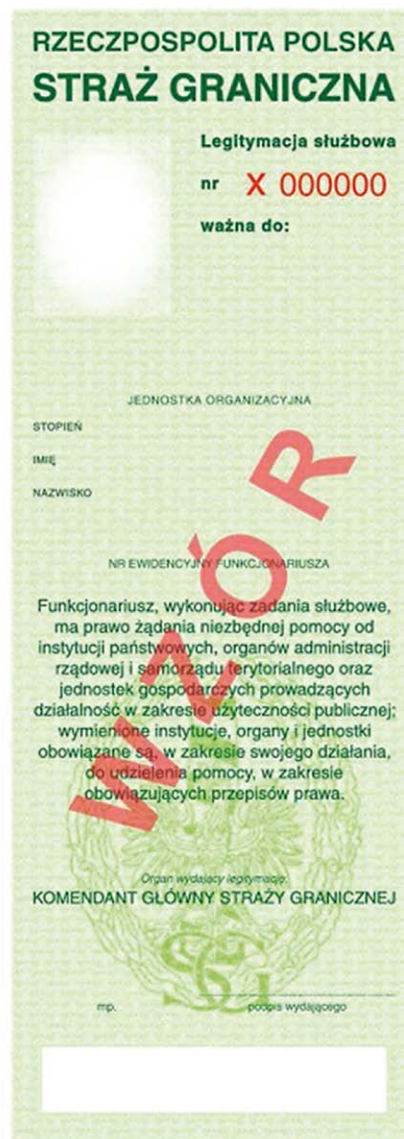 RZECZPOSPOLITA POLSKA
STRAŻ GRANICZNA
Legitymacja służbowa
nr X 000000
ważna do:
JEDNOSTKA ORGANIZACYJNA
STOPIEŃ
IMIĘ
NAZWISKO
WZÓR
NR EWIDENCYJNY FUNKCJONARIUSZA
Funkcjonariusz, wykonując zadania służbowe,
ma prawo żądania niezbędnej pomocy od
instytucji państwowych, organów administracji
rządowej i samorządu terytorialnego oraz
jednostek gospodarczych prowadzących
działalność w zakresie użyteczności publicznej;
wymienione instytucje, organy i jednostki
obowiązane są, w zakresie swojego działania,
do udzielenia pomocy, w zakresie
obowiązujących przepisów prawa.
Organ wydający legitymację:
KOMENDANT GŁÓWNY STRAŻY GRANICZNEJ
SG
mp. podpis wydającego